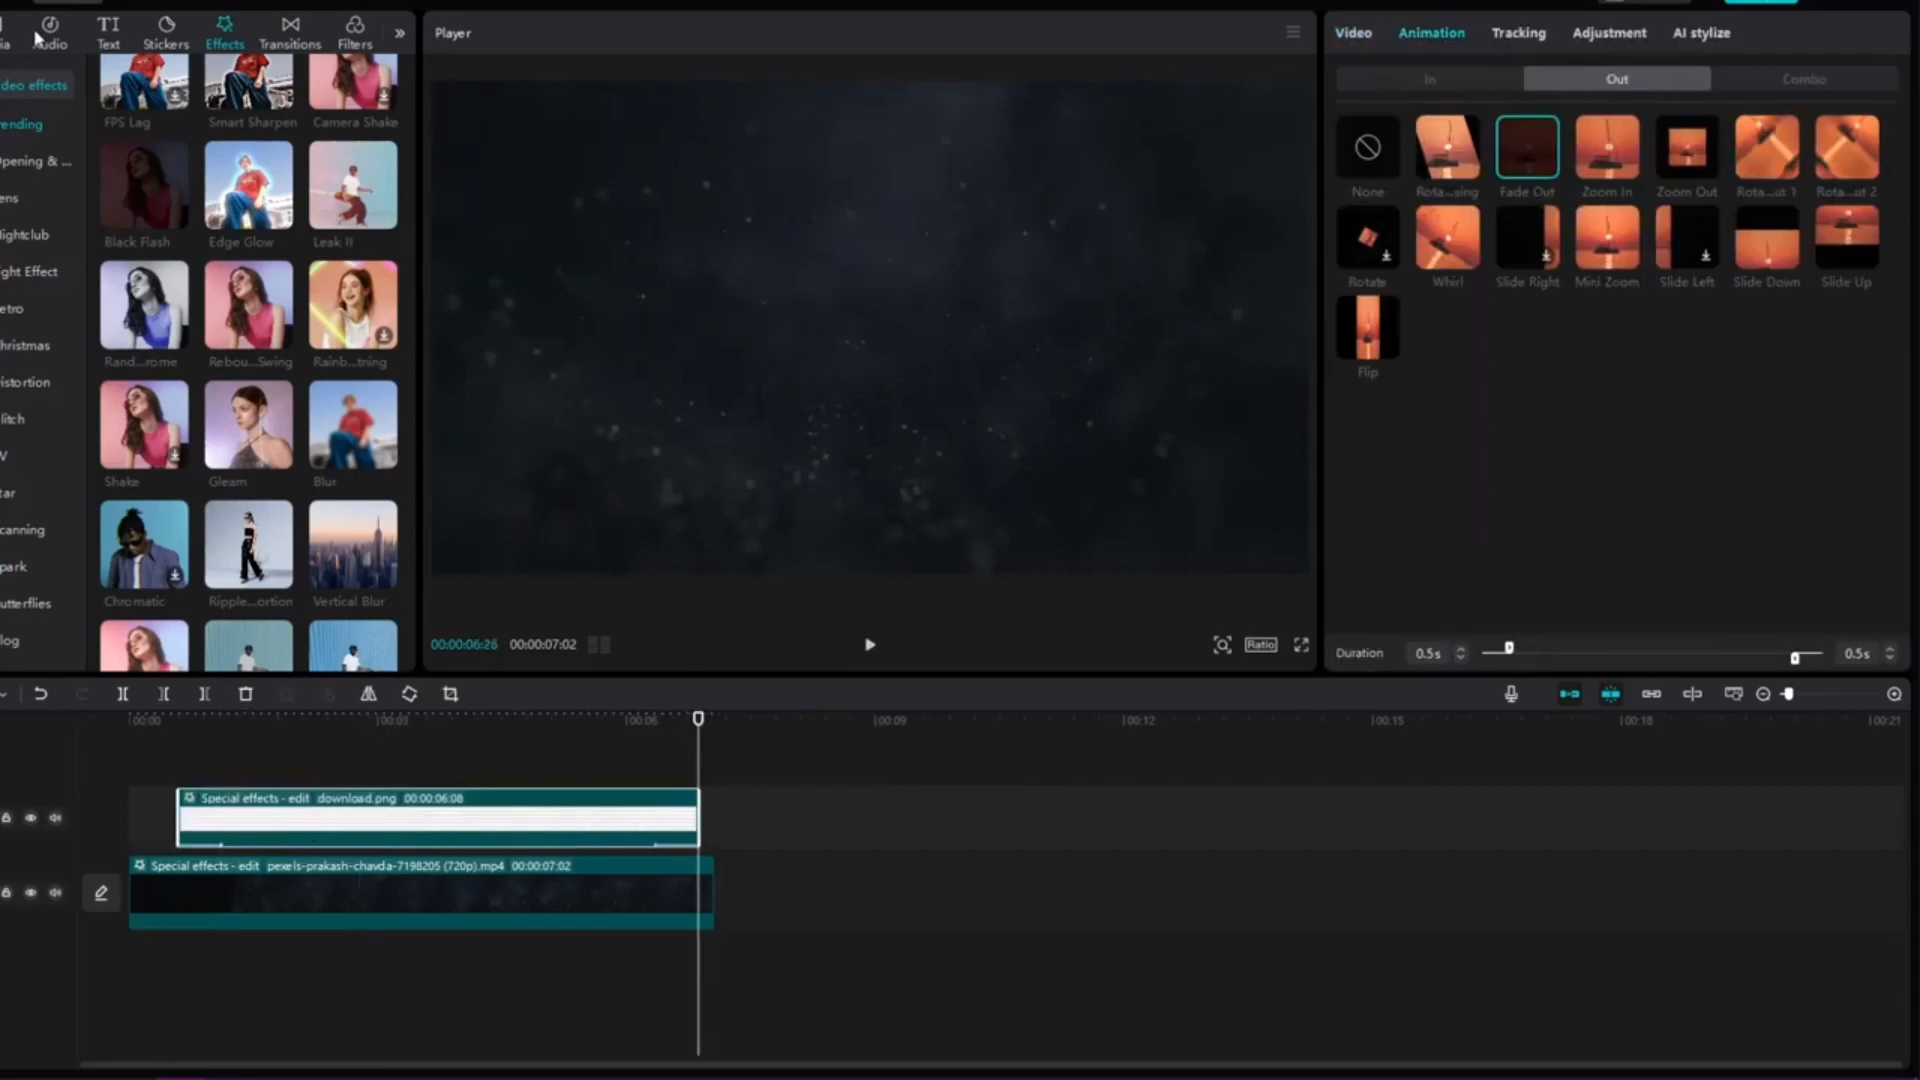 ia
Audio
Text
Stickers
Effects
Transitions
Filters
deo effects
rending
pening & ...
ens
lightclub
ight Effect
etro
hristmas
istortion
litch
V
tar
canning
park
utterflies
log
FPS Lag
Smart Sharpen
Camera Shake
Black Flash
Edge Glow
Leak II
Rand...rome
Rebou...Swing
Rainb...tning
Shake
Gleam
Blur
Chromatic
Ripple...ortion
Vertical Blur
Player
00:00:06:26 00:00:07:02
Ratio
Video Animation Tracking Adjustment AI stylize
In Out Combo
None
Rota...sing
Fade Out
Zoom In
Zoom Out
Rota...at 1
Rota...at 2
Rotate
Whirl
Slide Right
Mini Zoom
Slide Left
Slide Down
Slide Up
Flip
Duration 0.5s 0.5s
00:00 00:03 00:06 00:09 00:12 00:15 00:18 00:21
Special effects - edit download.png 00:00:06:08
Special effects - edit pexels-prakash-chavda-7198205 (720p).mp4 00:00:07:02